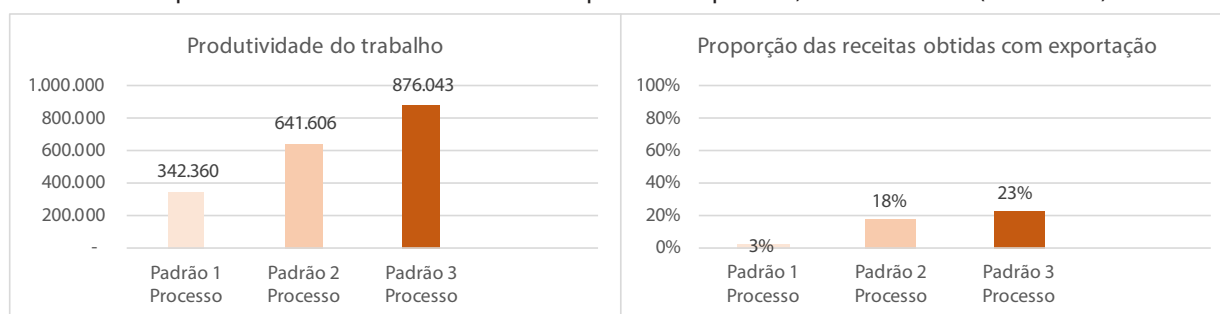 Produtividade do trabalho
1.000.000
800.000
600.000
400.000
200.000
-
342.360
641.606
876.043
Padrão 1
Processo
Padrão 2
Processo
Padrão 3
Processo
Proporção das receitas obtidas com exportação
100%
80%
60%
40%
20%
0%
3%
18%
23%
Padrão 1
Processo
Padrão 2
Processo
Padrão 3
Processo